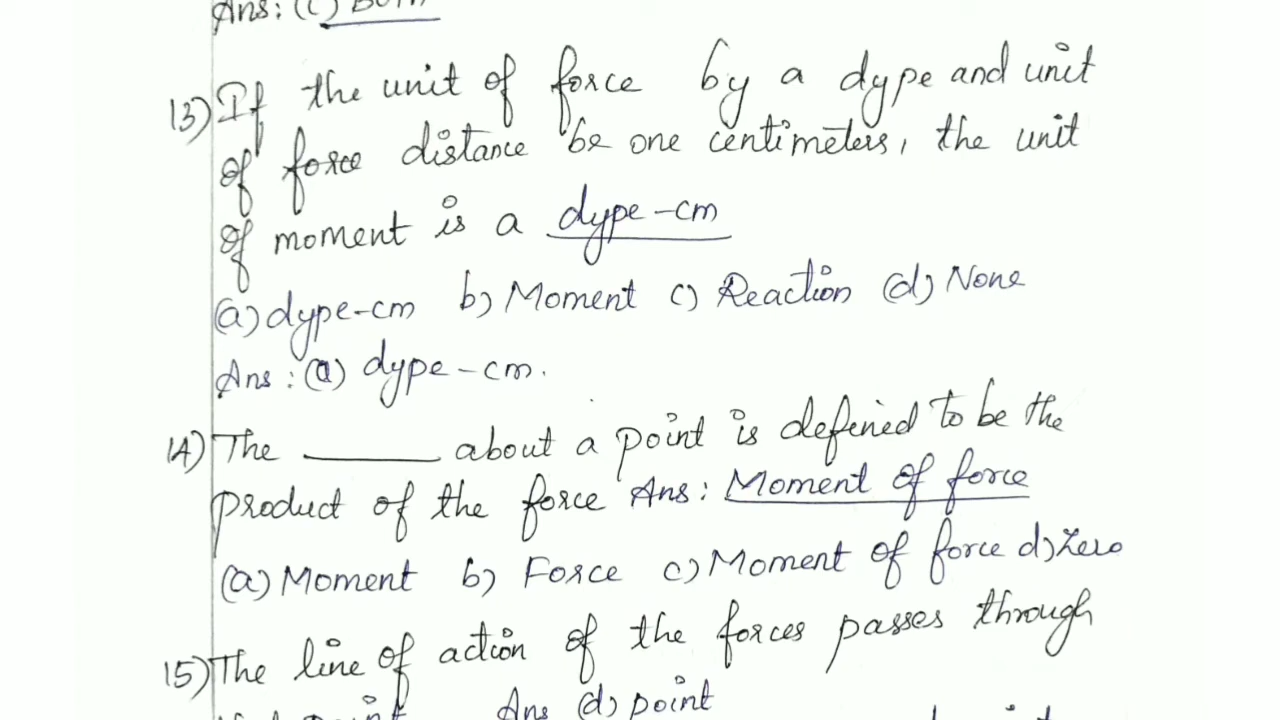 Ans: (c) Both
13) If the unit of force by a dype and unit
of force distance be one centimeters, the unit
of moment is a dype-cm
(a) dype-cm b) Moment c) Reaction (d) None
Ans: (a) dype-cm.
14) The ______ about a point is defined to be the
product of the force Ans: Moment of force
(a) Moment b) Force c) Moment of force d) Zero
15) The line of action of the forces passes through
Ans (d) point